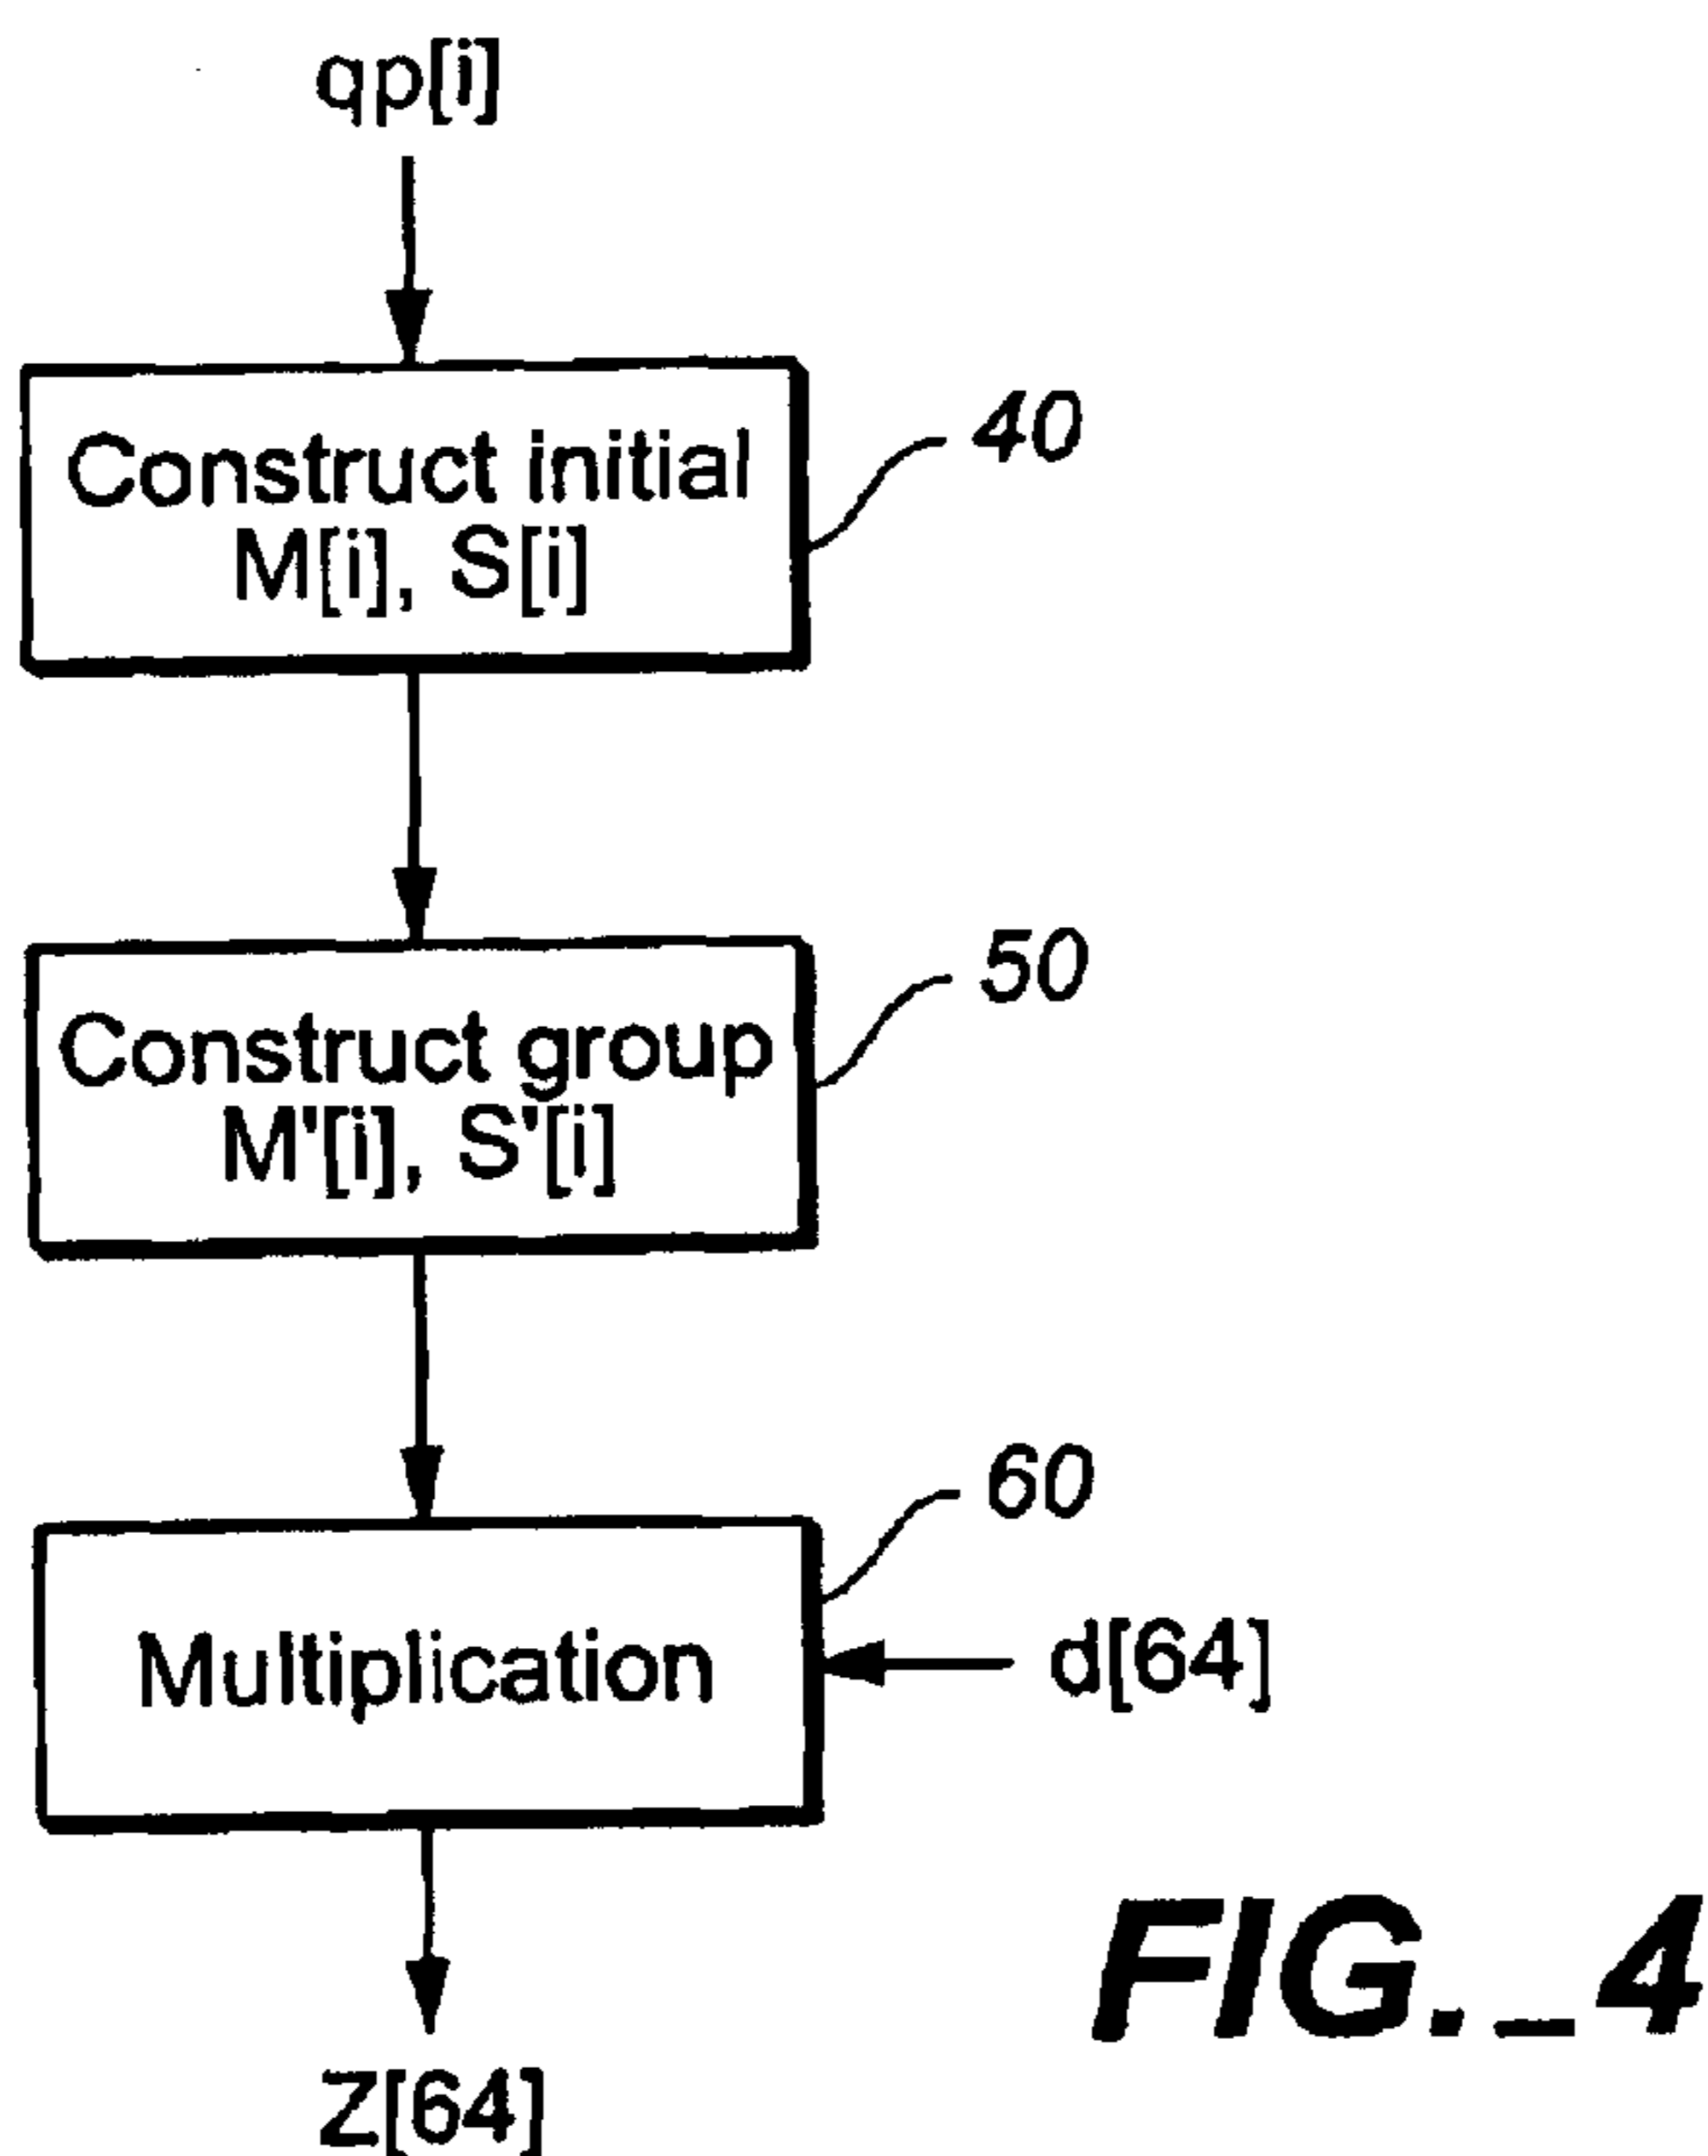 qp[i]
Construct initial
M[i], S[i]
40
Construct group
M'[i], S'[i]
50
60
Multiplication
d[64]
FIG._4
Z[64]